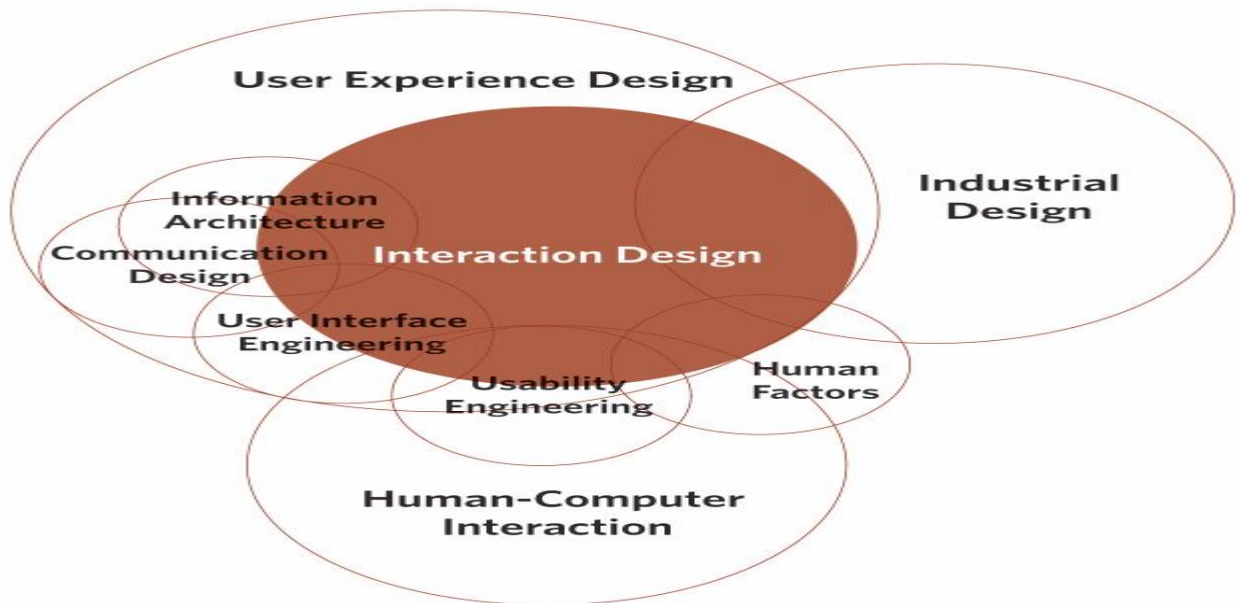 User Experience Design
Industrial
Design
Information
Architecture
Communication
Design
Interaction Design
User Interface
Engineering
Usability
Engineering
Human
Factors
Human-Computer
Interaction